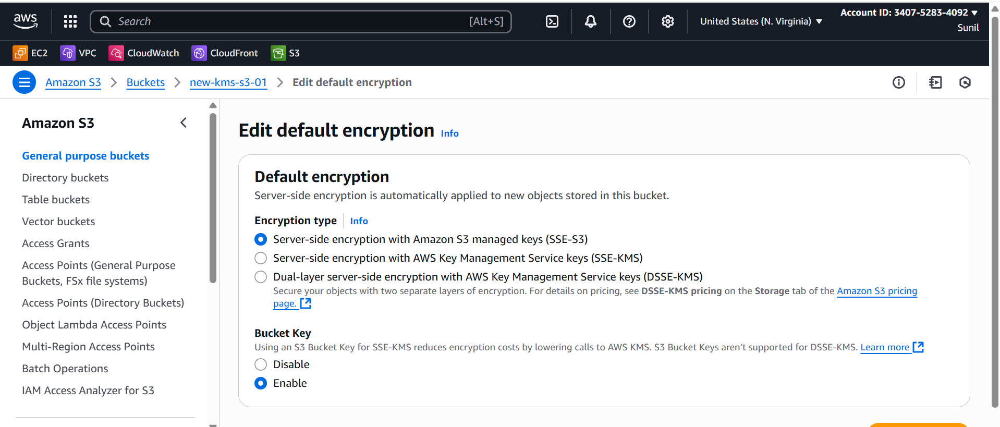 aws
Search
[Alt+S]
United States (N. Virginia)
Account ID: 3407-5283-4092
Sunil
EC2
VPC
CloudWatch
CloudFront
S3
Amazon S3
Buckets
new-kms-s3-01
Edit default encryption
Amazon S3
General purpose buckets
Directory buckets
Table buckets
Vector buckets
Access Grants
Access Points (General Purpose
Buckets, FSx file systems)
Access Points (Directory Buckets)
Object Lambda Access Points
Multi-Region Access Points
Batch Operations
IAM Access Analyzer for S3
Edit default encryption Info
Default encryption
Server-side encryption is automatically applied to new objects stored in this bucket.
Encryption type Info
Server-side encryption with Amazon S3 managed keys (SSE-S3)
Server-side encryption with AWS Key Management Service keys (SSE-KMS)
Dual-layer server-side encryption with AWS Key Management Service keys (DSSE-KMS)
Secure your objects with two separate layers of encryption. For details on pricing, see DSSE-KMS pricing on the Storage tab of the Amazon S3 pricing
page.
Bucket Key
Using an S3 Bucket Key for SSE-KMS reduces encryption costs by lowering calls to AWS KMS. S3 Bucket Keys aren't supported for DSSE-KMS. Learn more
Disable
Enable